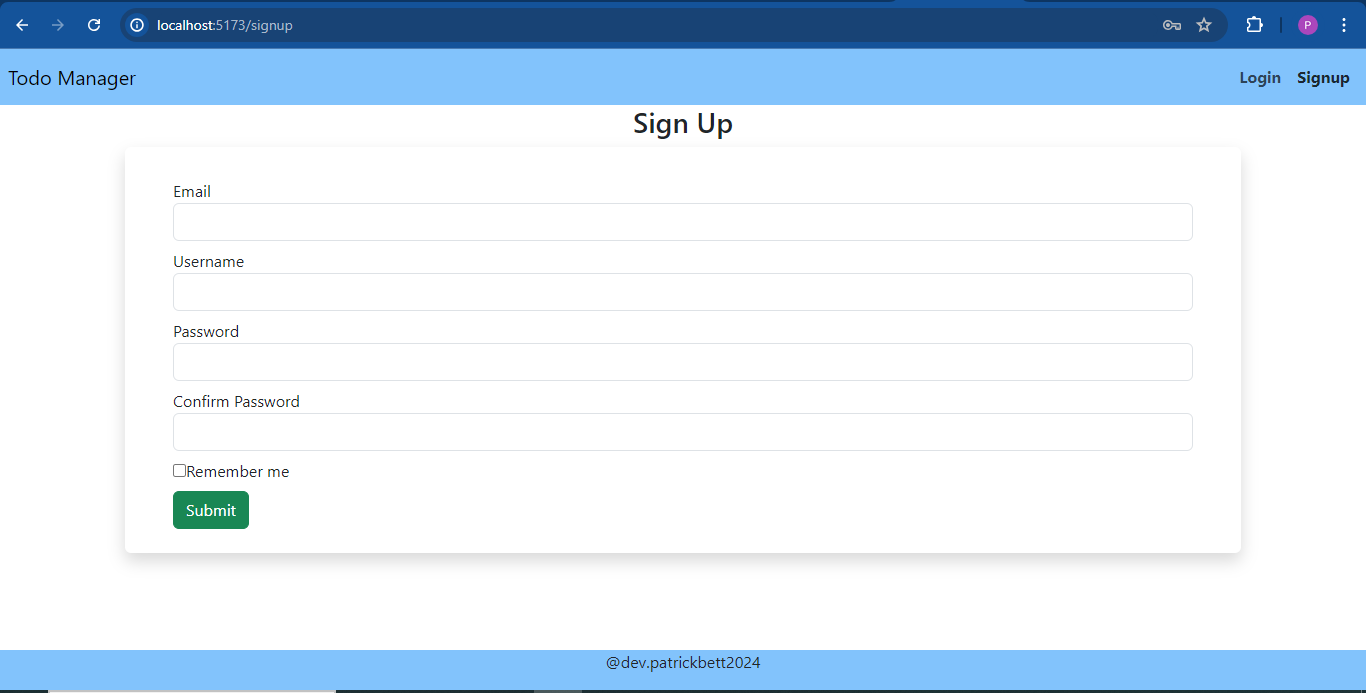 localhost:5173/signup
P
Todo Manager
Login Signup
Sign Up
Email
Username
Password
Confirm Password
Remember me
Submit
@dev.patrickbett2024